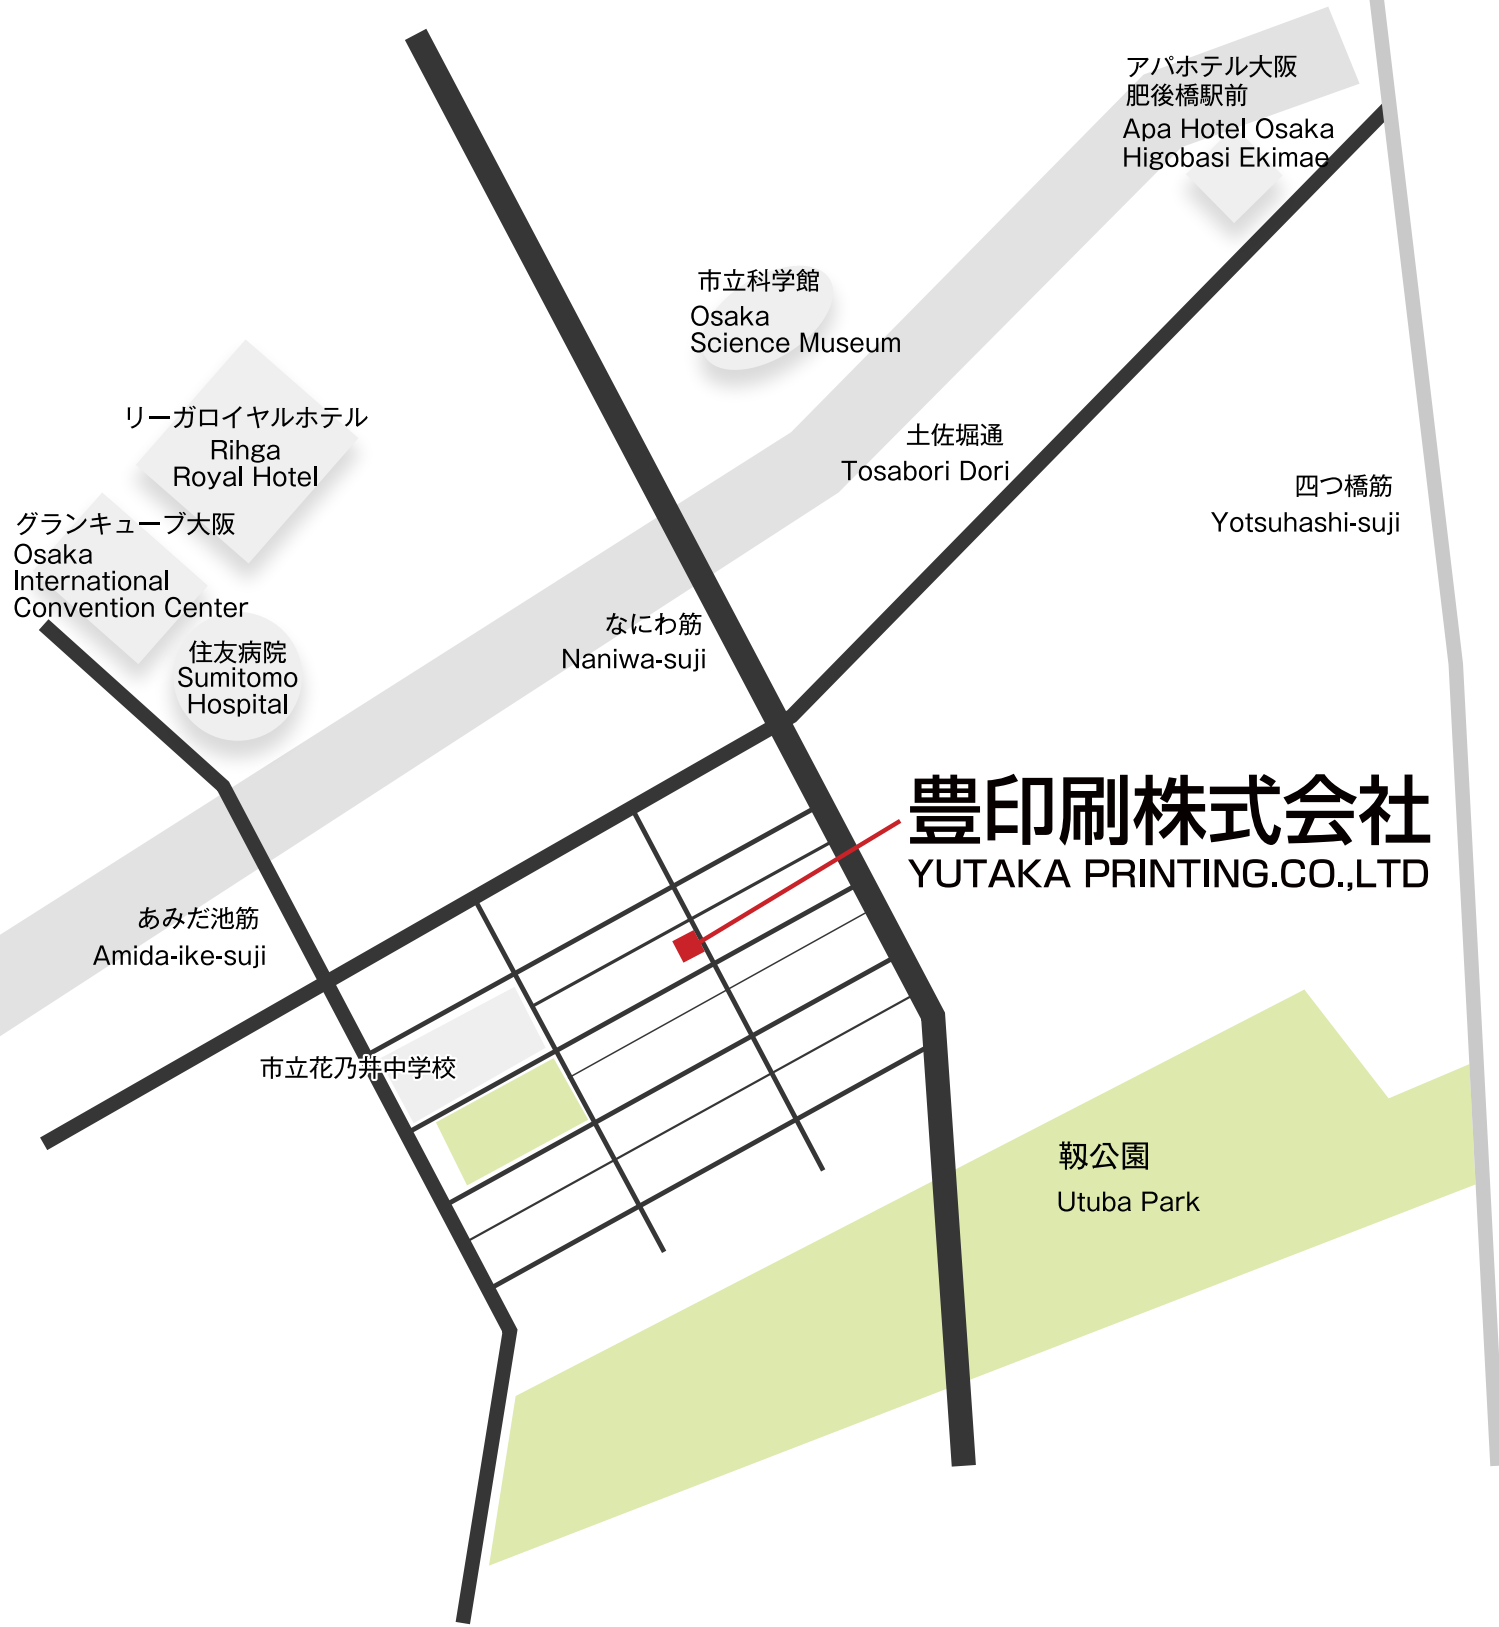 アパホテル大阪
肥後橋駅前
Apa Hotel Osaka
Higobasi Ekimae
市立科学館
Osaka
Science Museum
リーガロイヤルホテル
Rihga
Royal Hotel
土佐堀通
Tosabori Dori
四つ橋筋
Yotsuhashi-suji
グランキューブ大阪
Osaka
International
Convention Center
住友病院
Sumitomo
Hospital
なにわ筋
Naniwa-suji
豊印刷株式会社
YUTAKA PRINTING.CO.,LTD
あみだ池筋
Amida-ike-suji
市立花乃井中学校
靱公園
Utuba Park